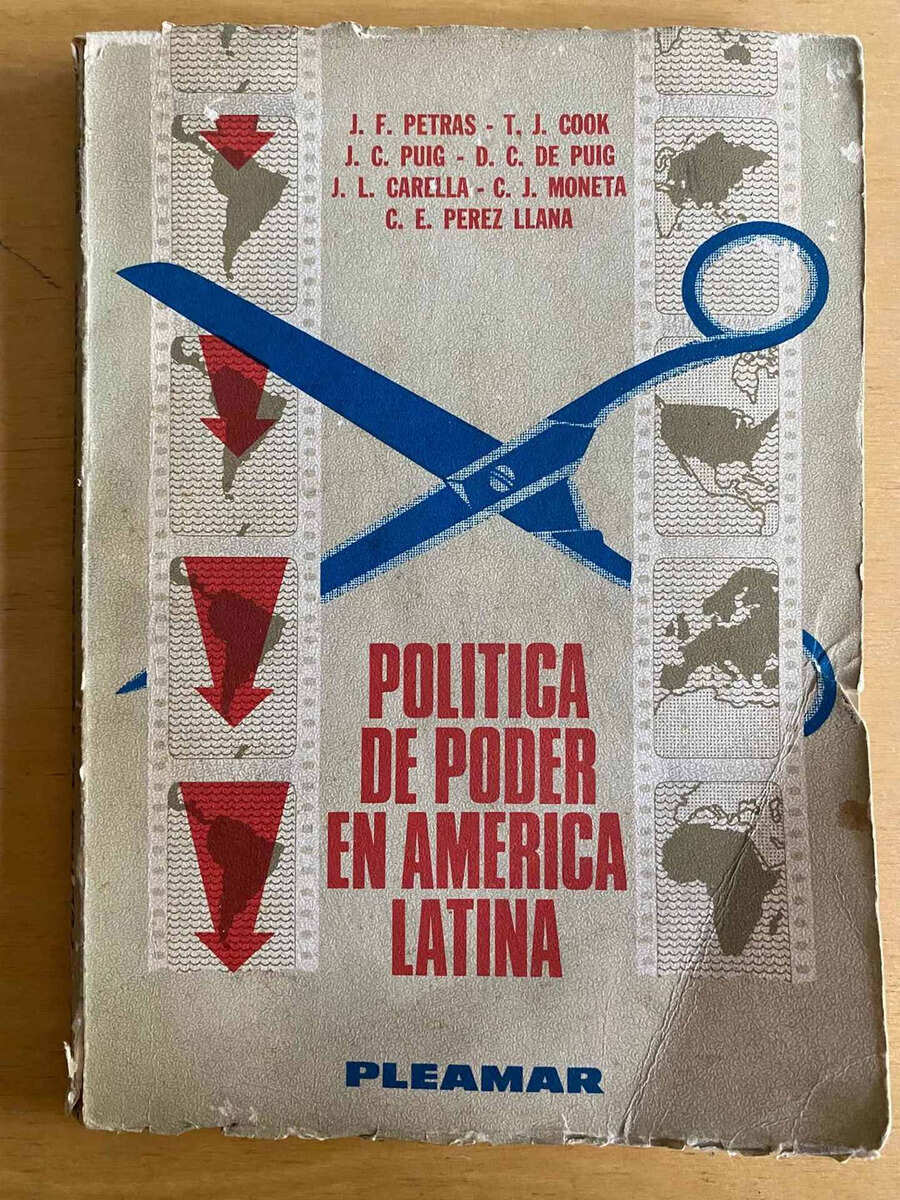 J. F. PETRAS - T. J. COOK
J. C. PUIG - D. C. DE PUIG
J. L. CARELLA - C. J. MONETA
C. E. PEREZ LLANA
POLITICA
DE PODER
EN AMERICA
LATINA
PLEAMAR